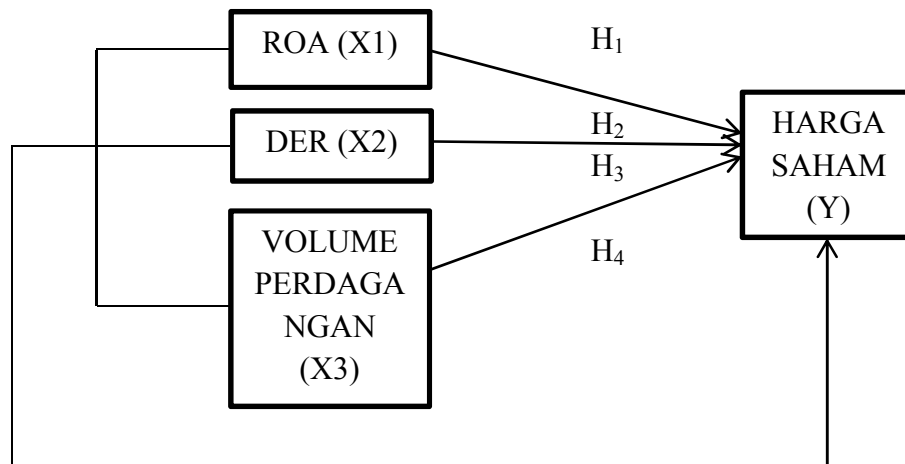 ROA (X1)
H₁
DER (X2)
H₂
H₃
VOLUME
PERDAGA
NGAN
(X3)
H₄
HARGA
SAHAM
(Y)